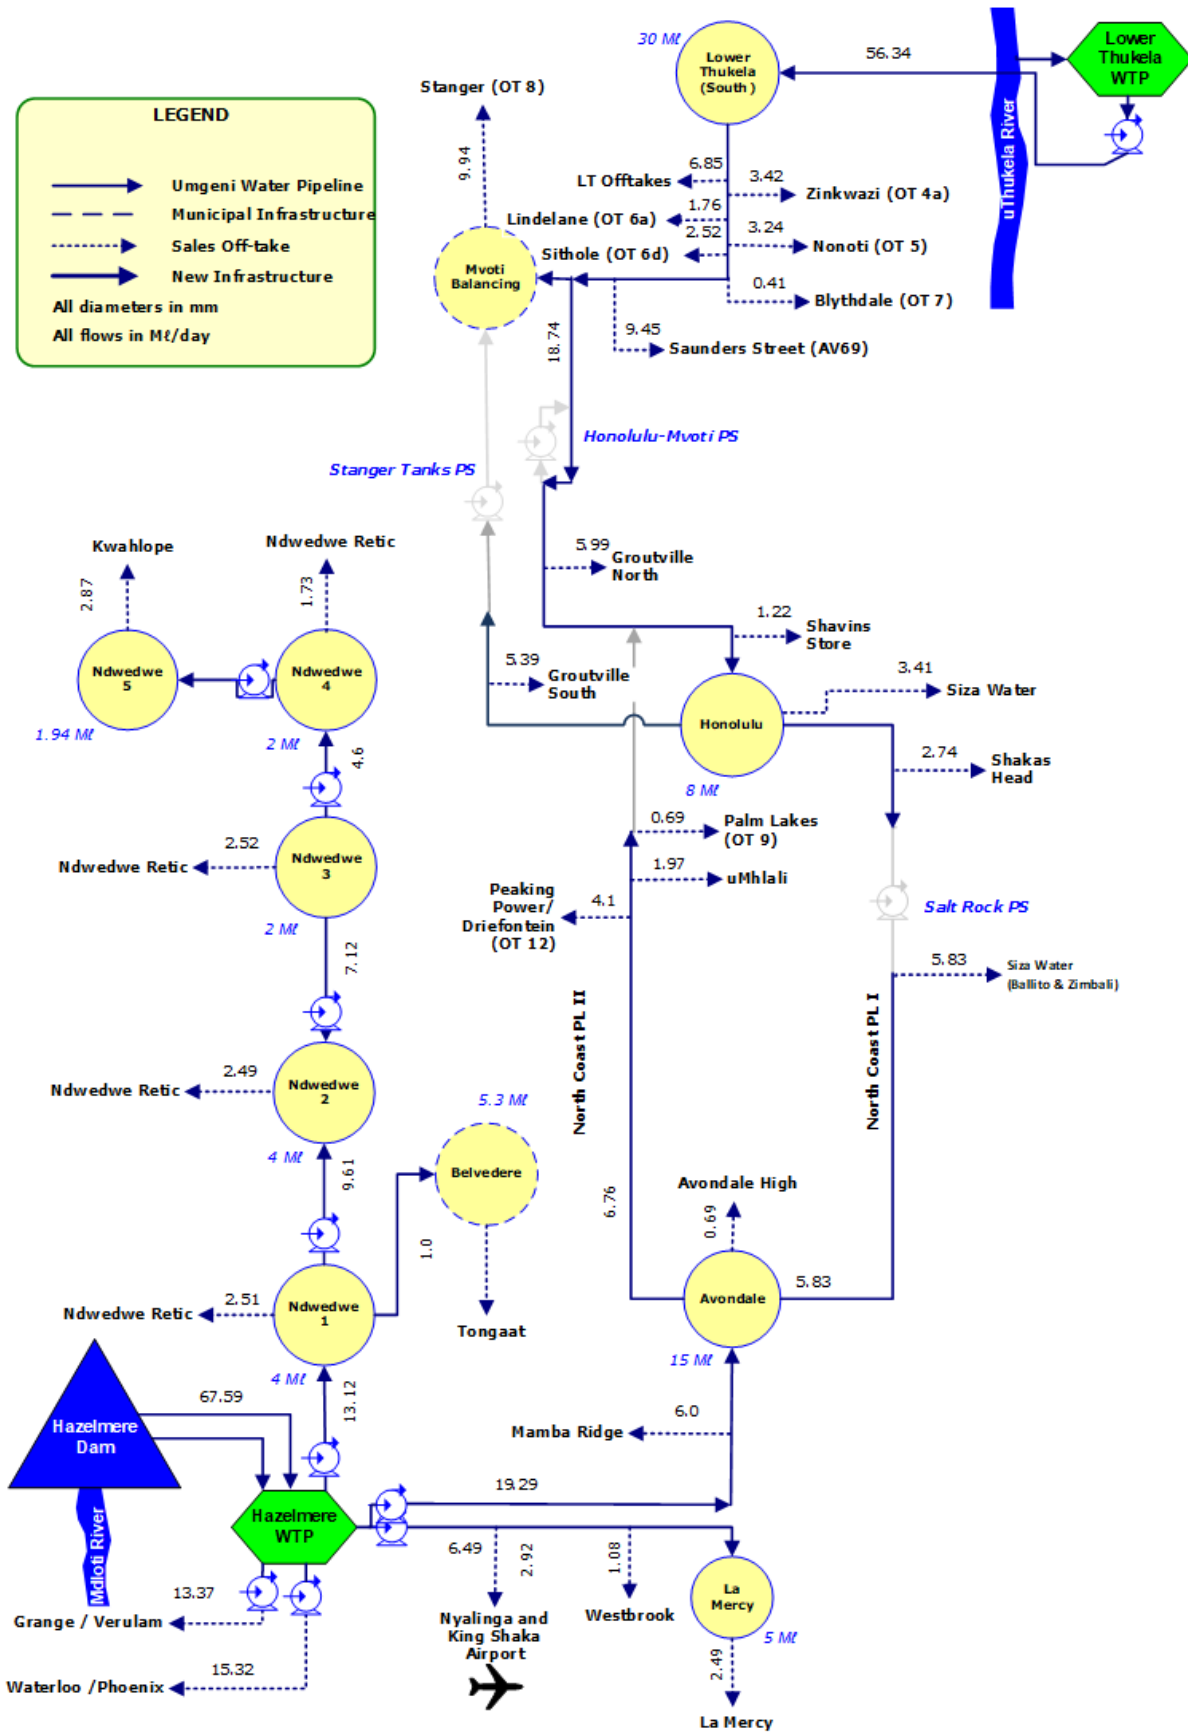 30 Mℓ
Lower
Thukela
(South)
56.34
Lower
Thukela
WTP
uThukela River
Stanger (OT 8)
9.94
LEGEND
Umgeni Water Pipeline
Municipal Infrastructure
Sales Off-take
New Infrastructure
All diameters in mm
All flows in Mℓ/day
6.85
LT Offtakes
3.42
Zinkwazi (OT 4a)
1.76
Lindelane (OT 6a)
2.52
Sithole (OT 6d)
3.24
Nonoti (OT 5)
0.41
Blythdale (OT 7)
Mvoti
Balancing
9.45
Saunders Street (AV69)
18.74
Honolulu-Mvoti PS
Stanger Tanks PS
Kwahlope
2.87
Ndwedwe Retic
1.73
5.99
Groutville
North
1.22
Shavins
Store
5.39
Groutville
South
3.41
Siza Water
Ndwedwe
5
1.94 Mℓ
Ndwedwe
4
2 Mℓ
4.6
Honolulu
8 Mℓ
2.74
Shakas
Head
0.69
Palm Lakes
(OT 9)
1.97
uMhlali
Peaking
Power/
Driefontein
(OT 12)
4.1
Salt Rock PS
5.83
Siza Water
(Ballito & Zimbali)
Ndwedwe
3
2.52
Ndwedwe Retic
2 Mℓ
7.12
North Coast PL II
North Coast PL I
Ndwedwe
2
2.49
Ndwedwe Retic
4 Mℓ
9.61
5.3 Mℓ
Belvedere
1.0
Tongaat
6.76
Avondale High
0.69
Avondale
5.83
15 Mℓ
Ndwedwe
1
2.51
Ndwedwe Retic
4 Mℓ
13.12
67.59
Hazelmere
Dam
Mdloti River
Mamba Ridge
6.0
19.29
Hazelmere
WTP
6.49
2.92
1.08
Nyalinga and
King Shaka
Airport
Westbrook
La
Mercy
5 Mℓ
2.49
La Mercy
13.37
Grange / Verulam
15.32
Waterloo /Phoenix